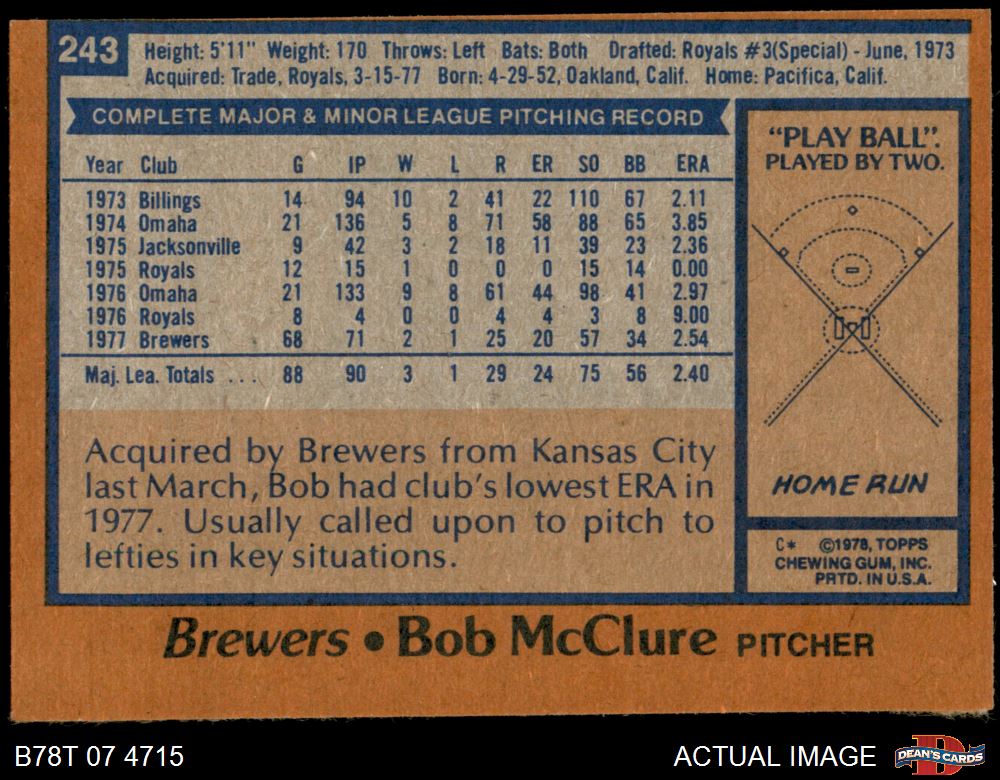 243
Height: 5'11" Weight: 170 Throws: Left Bats: Both Drafted: Royals #3(Special) - June, 1973
Acquired: Trade, Royals, 3-15-77 Born: 4-29-52, Oakland, Calif. Home: Pacifica, Calif.
COMPLETE MAJOR & MINOR LEAGUE PITCHING RECORD
Year Club G IP W L R ER SO BB ERA
1973 Billings 14 94 10 2 41 22 110 67 2.11
1974 Omaha 21 136 5 8 71 58 88 65 3.85
1975 Jacksonville 9 42 3 2 18 11 39 23 2.36
1975 Royals 12 15 1 0 0 0 15 14 0.00
1976 Omaha 21 133 9 8 61 44 98 41 2.97
1976 Royals 8 4 0 0 4 4 3 8 9.00
1977 Brewers 68 71 2 1 25 20 57 34 2.54
Maj. Lea. Totals ... 88 90 3 1 29 24 75 56 2.40
Acquired by Brewers from Kansas City
last March, Bob had club's lowest ERA in
1977. Usually called upon to pitch to
lefties in key situations.
"PLAY BALL".
PLAYED BY TWO.
HOME RUN
C* ©1978, TOPPS
CHEWING GUM, INC.
PRTD. IN U.S.A.
Brewers • Bob McClure PITCHER
B78T 07 4715
ACTUAL IMAGE
DEAN'S CARDS